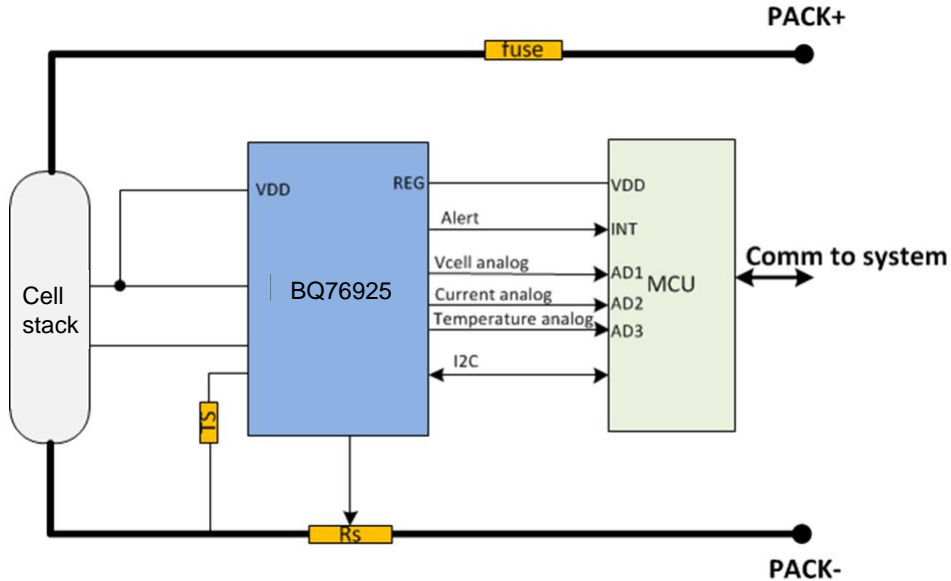 PACK+
fuse
VDD
REG
VDD
Alert
INT
Vcell analog
AD1
Comm to system
BQ76925
MCU
Cell
stack
Current analog
AD2
Temperature analog
AD3
I2C
TS
Rs
PACK-